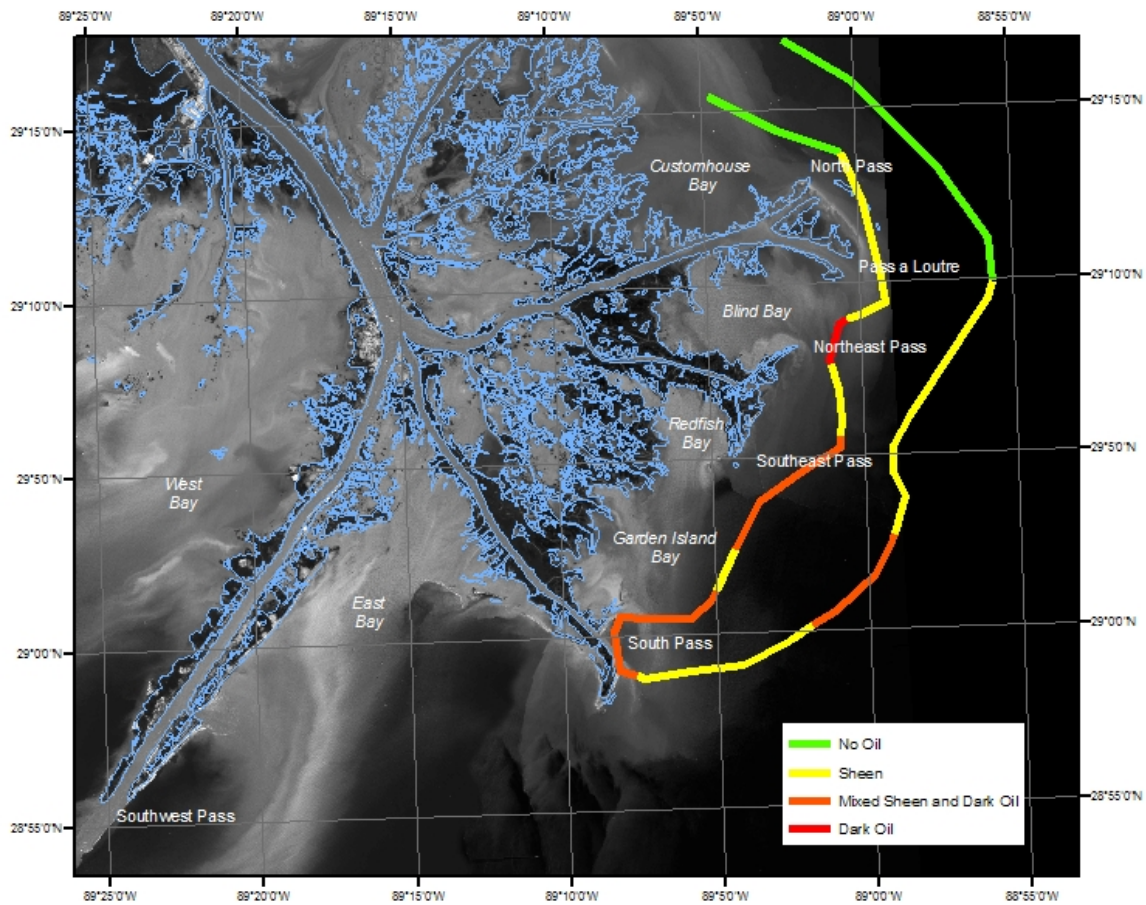 89°25'0"W 89°20'0"W 89°15'0"W 89°10'0"W 89°5'0"W 89°0'0"W 88°55'0"W
29°15'0"N
29°15'0"N
Customhouse
Bay
North Pass
Pass a Loutre
29°10'0"N
29°10'0"N
Blind Bay
Northeast Pass
Redfish
Bay
Southeast Pass
29°5'0"N
29°5'0"N
West
Bay
Garden Island
Bay
East
Bay
29°0'0"N
29°0'0"N
South Pass
No Oil
Sheen
Mixed Sheen and Dark Oil
Dark Oil
28°55'0"N
28°55'0"N
Southwest Pass
89°25'0"W 89°20'0"W 89°15'0"W 89°10'0"W 89°5'0"W 89°0'0"W 88°55'0"W